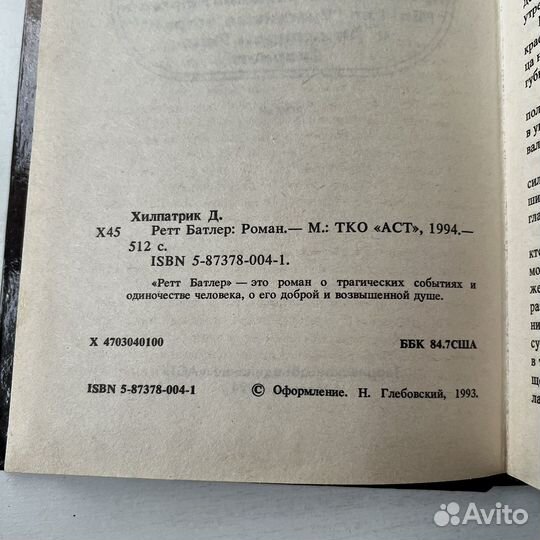 Хилпатрик Д.
Х45 Ретт Батлер: Роман.— М.: ТКО «АСТ», 1994.—
512 с.
ISBN 5-87378-004-1.
«Ретт Батлер» — это роман о трагических событиях и
одиночестве человека, о его доброй и возвышенной душе.
Х 4703040100 ББК 84.7США
ISBN 5-87378-004-1 © Оформление. Н. Глебовский, 1993.
Avito